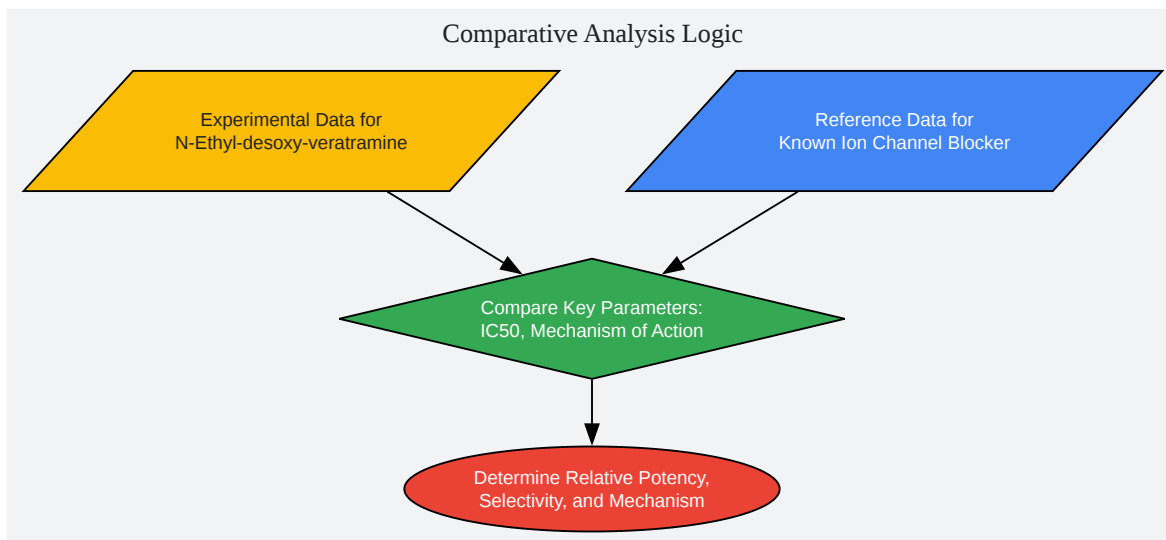 Comparative Analysis Logic
Experimental Data for
N-Ethyl-desoxy-veratramine
Reference Data for
Known Ion Channel Blocker
Compare Key Parameters:
IC50, Mechanism of Action
Determine Relative Potency,
Selectivity, and Mechanism